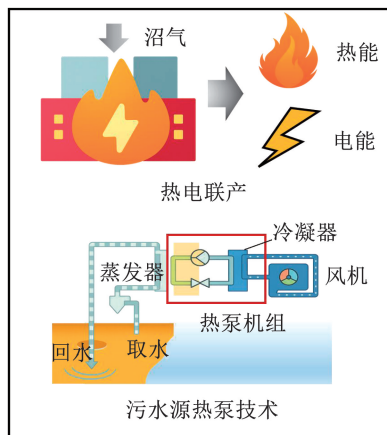 沼气
热能
电能
热电联产
冷凝器
蒸发器
风机
热泵机组
回水
取水
污水源热泵技术